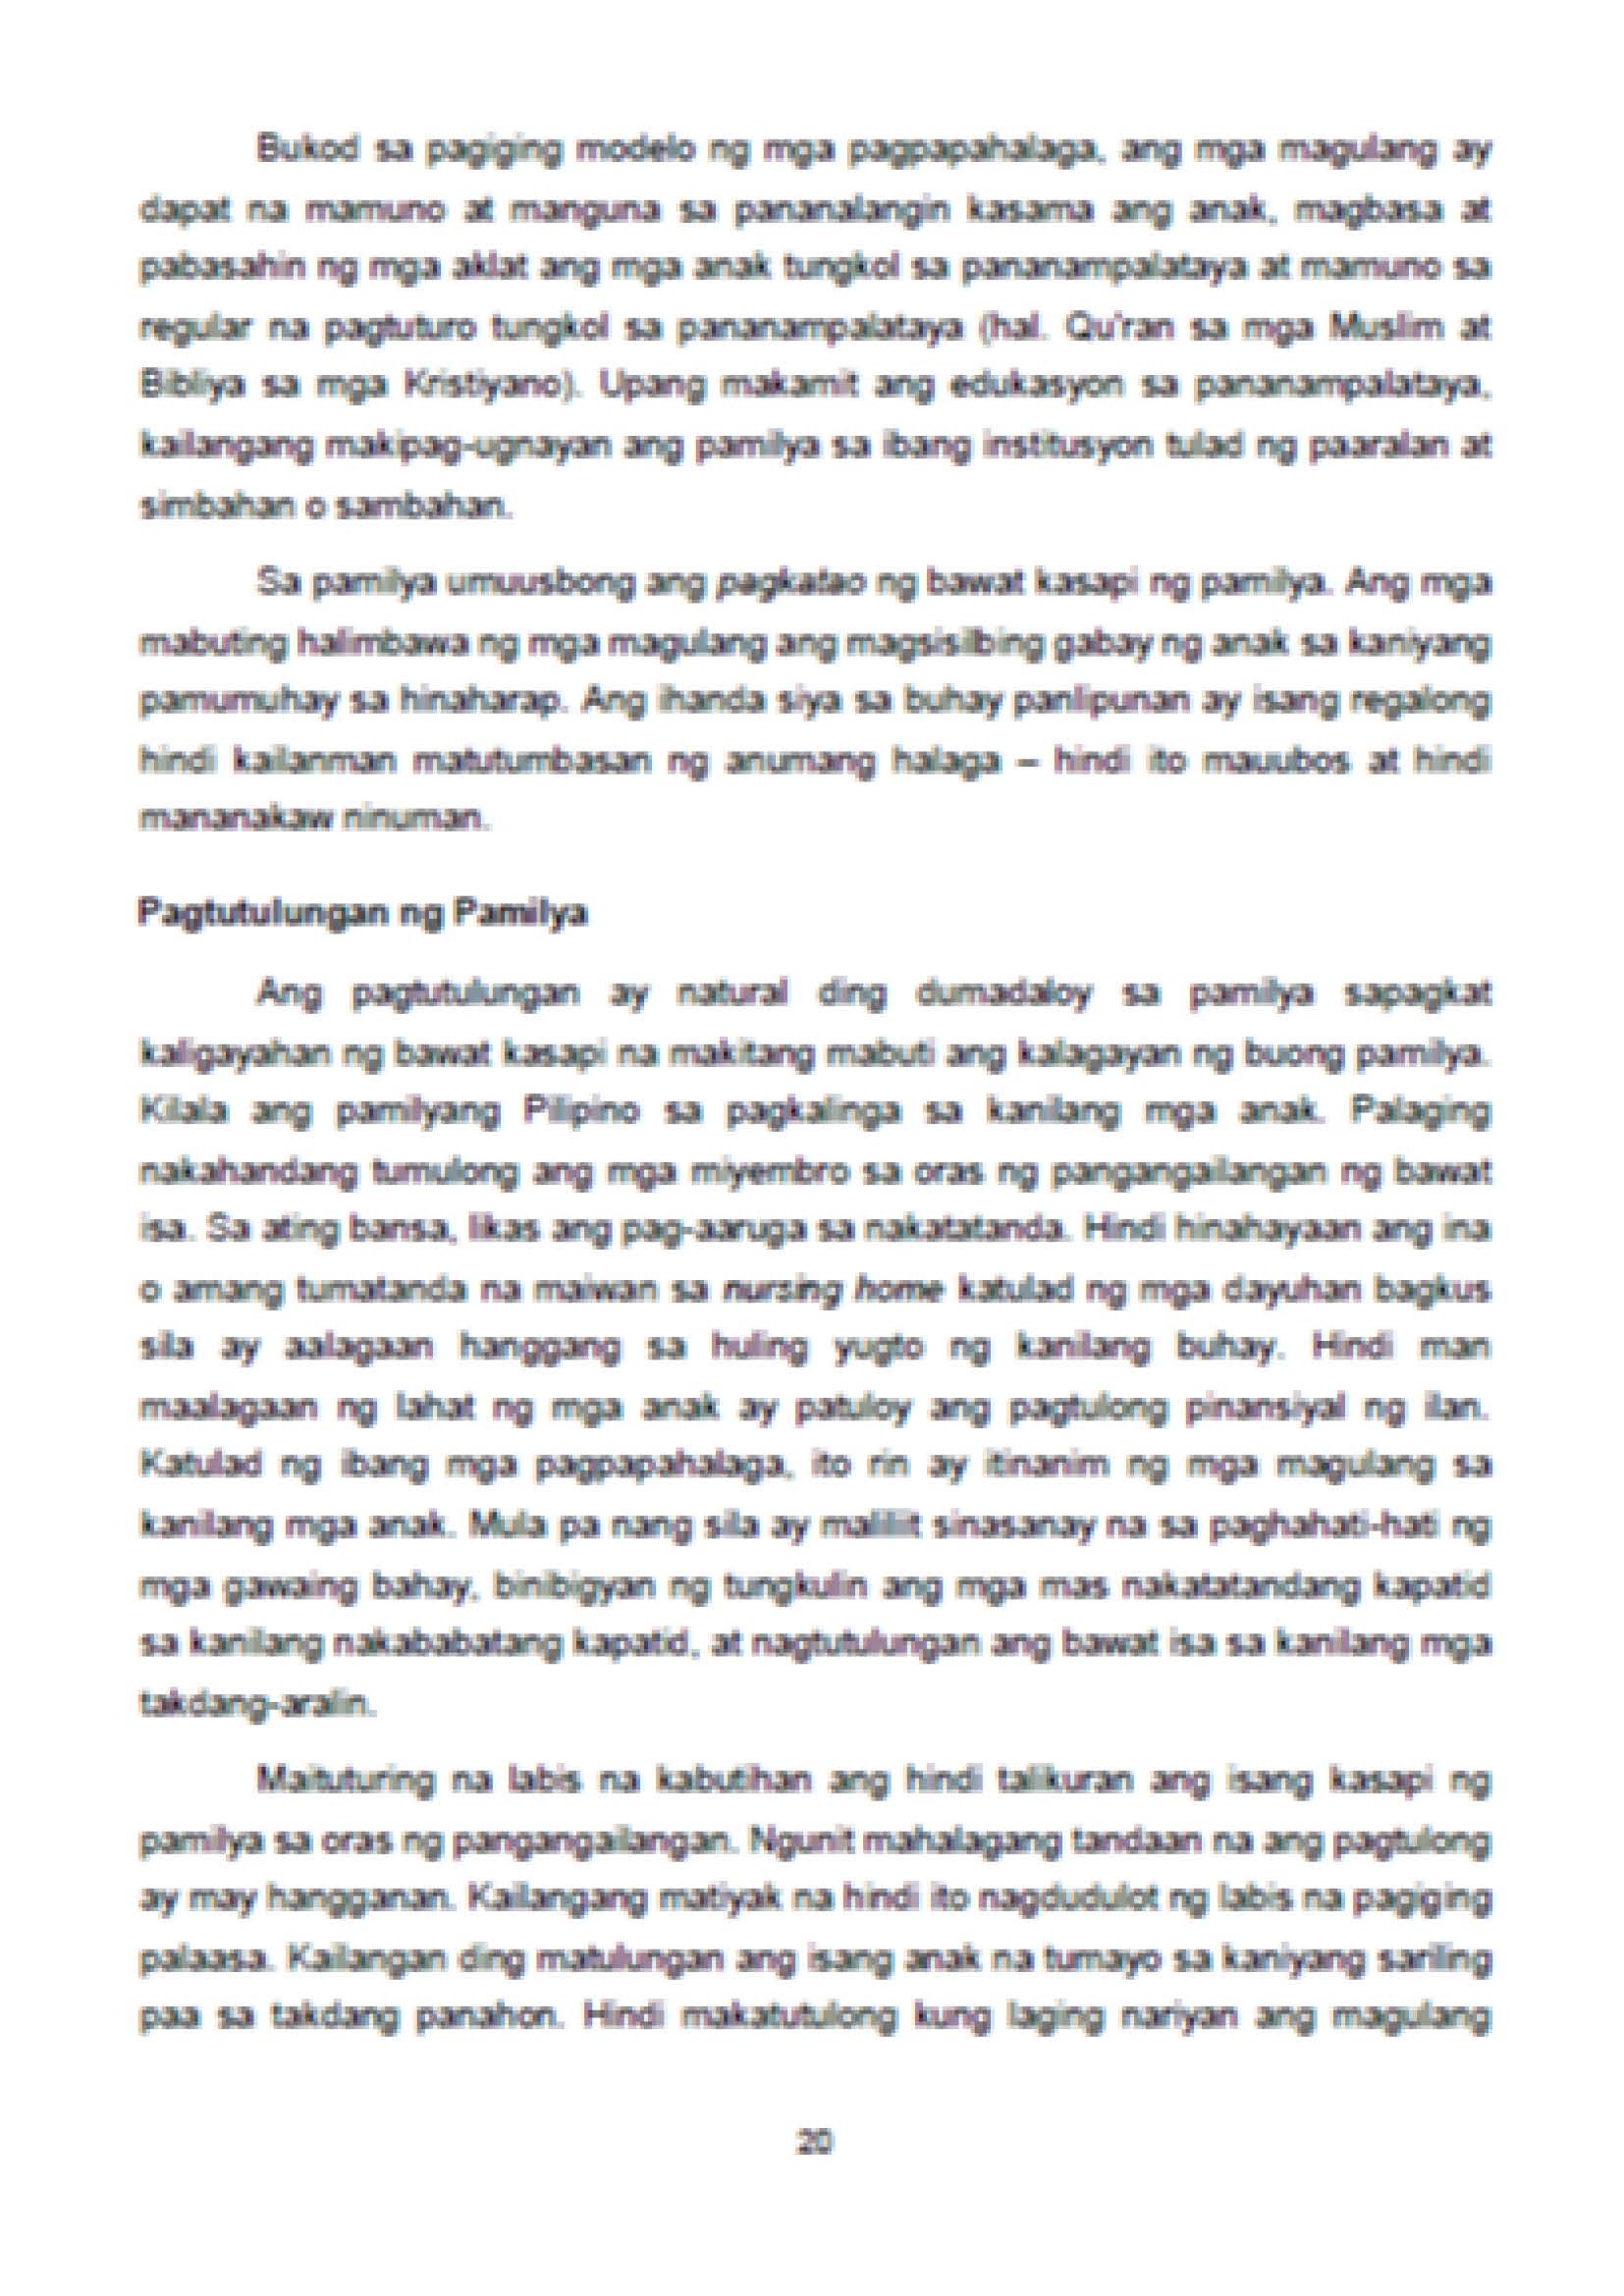 Bukod sa pagiging modelo ng mga pagpapahalaga, ang mga magulang ay
dapat na mamuno at manguna sa pananalangin kasama ang anak, magbasa at
pabasahin ng mga aklat ang mga anak tungkol sa pananampalataya at mamuno sa
regular na pagtuturo tungkol sa pananampalataya (hal. Qu'ran sa mga Muslim at
Bibliya sa mga Kristiyano). Upang makamit ang edukasyon sa pananampalataya,
kailangang makipag-ugnayan ang pamilya sa ibang institusyon tulad ng paaralan at
simbahan o sambahan.
Sa pamilya umuusbong ang pagkatao ng bawat kasapi ng pamilya. Ang mga
mabuting halimbawa ng mga magulang ang magsisilbing gabay ng anak sa kaniyang
pamumuhay sa hinaharap. Ang ihanda siya sa buhay panlipunan ay isang regalong
hindi kailanman matutumbasan ng anumang halaga – hindi ito mauubos at hindi
mananakaw ninuman.
Pagtutulungan ng Pamilya
Ang pagtutulungan ay natural ding dumadaloy sa pamilya sapagkat
kaligayahan ng bawat kasapi na makitang mabuti ang kalagayan ng buong pamilya.
Kilala ang pamilyang Pilipino sa pagkalinga sa kanilang mga anak. Palaging
nakahandang tumulong ang mga miyembro sa oras ng pangangailangan ng bawat
isa. Sa ating bansa, likas ang pag-aaruga sa nakatatanda. Hindi hinahayaan ang ina
o amang tumatanda na maiwan sa nursing home katulad ng mga dayuhan bagkus
sila ay aalagaan hanggang sa huling yugto ng kanilang buhay. Hindi man
maalagaan ng lahat ng mga anak ay patuloy ang pagtulong pinansiyal ng ilan.
Katulad ng ibang mga pagpapahalaga, ito rin ay itinanim ng mga magulang sa
kanilang mga anak. Mula pa nang sila ay maliliit sinasanay na sa paghahati-hati ng
mga gawaing bahay, binibigyan ng tungkulin ang mga mas nakatatandang kapatid
sa kanilang nakababatang kapatid, at nagtutulungan ang bawat isa sa kanilang mga
takdang-aralin.
Maituturing na labis na kabutihan ang hindi talikuran ang isang kasapi ng
pamilya sa oras ng pangangailangan. Ngunit mahalagang tandaan na ang pagtulong
ay may hangganan. Kailangang matiyak na hindi ito nagdudulot ng labis na pagiging
palaasa. Kailangan ding matulungan ang isang anak na tumayo sa kaniyang sariling
paa sa takdang panahon. Hindi makatutulong kung laging nariyan ang magulang
20